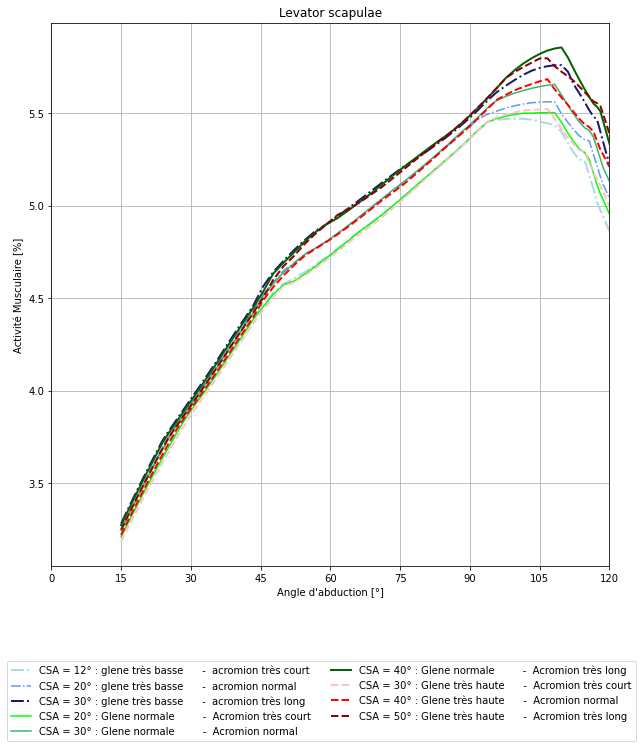 Levator scapulae
5.5
5.0
4.5
4.0
3.5
Activité Musculaire [%]
0 15 30 45 60 75 90 105 120
Angle d'abduction [°]
CSA = 12° : glene très basse - acromion très court
CSA = 20° : glene très basse - acromion normal
CSA = 30° : glene très basse - acromion très long
CSA = 20° : Glene normale - Acromion très court
CSA = 30° : Glene normale - Acromion normal
CSA = 40° : Glene normale - Acromion très long
CSA = 30° : Glene très haute - Acromion très court
CSA = 40° : Glene très haute - Acromion normal
CSA = 50° : Glene très haute - Acromion très long